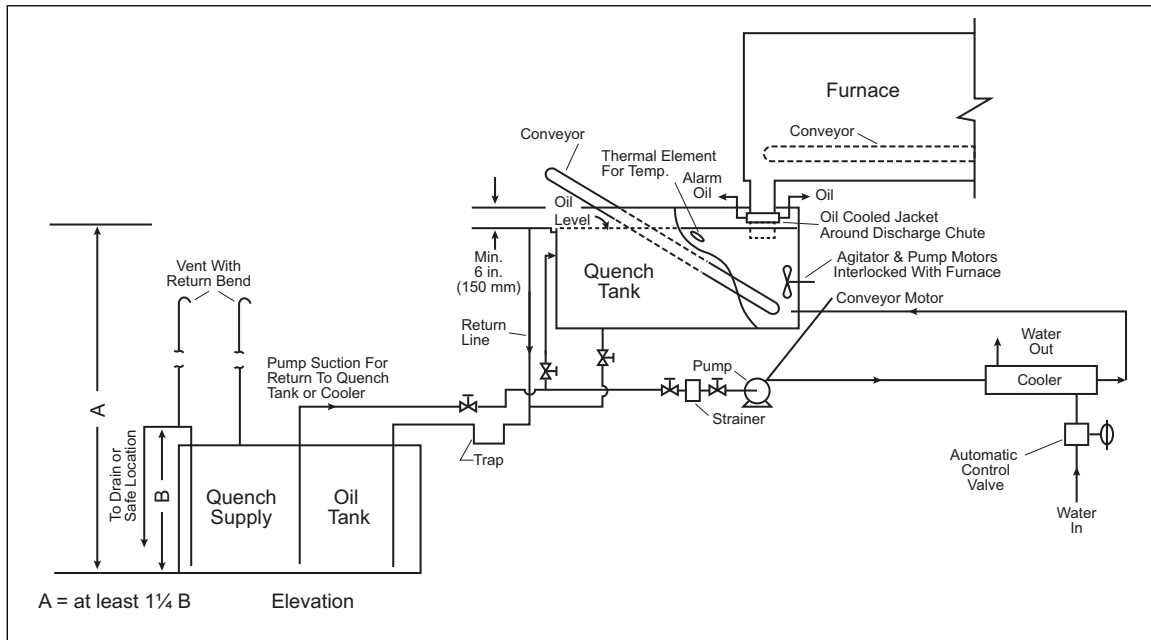 Furnace
Conveyor
Conveyor
Thermal Element
For Temp.
Alarm
Oil
Oil
Oil
Level
Oil Cooled Jacket
Around Discharge Chute
Min.
6 in.
(150 mm)
Quench
Tank
Agitator & Pump Motors
Interlocked With Furnace
Conveyor Motor
Vent With
Return Bend
Return
Line
Water
Out
Pump Suction For
Return To Quench
Tank or Cooler
Pump
Cooler
Strainer
A
Trap
Automatic
Control
Valve
To Drain or
Safe Location
B
Quench
Supply
Oil
Tank
Water
In
A = at least 1¼ B
Elevation